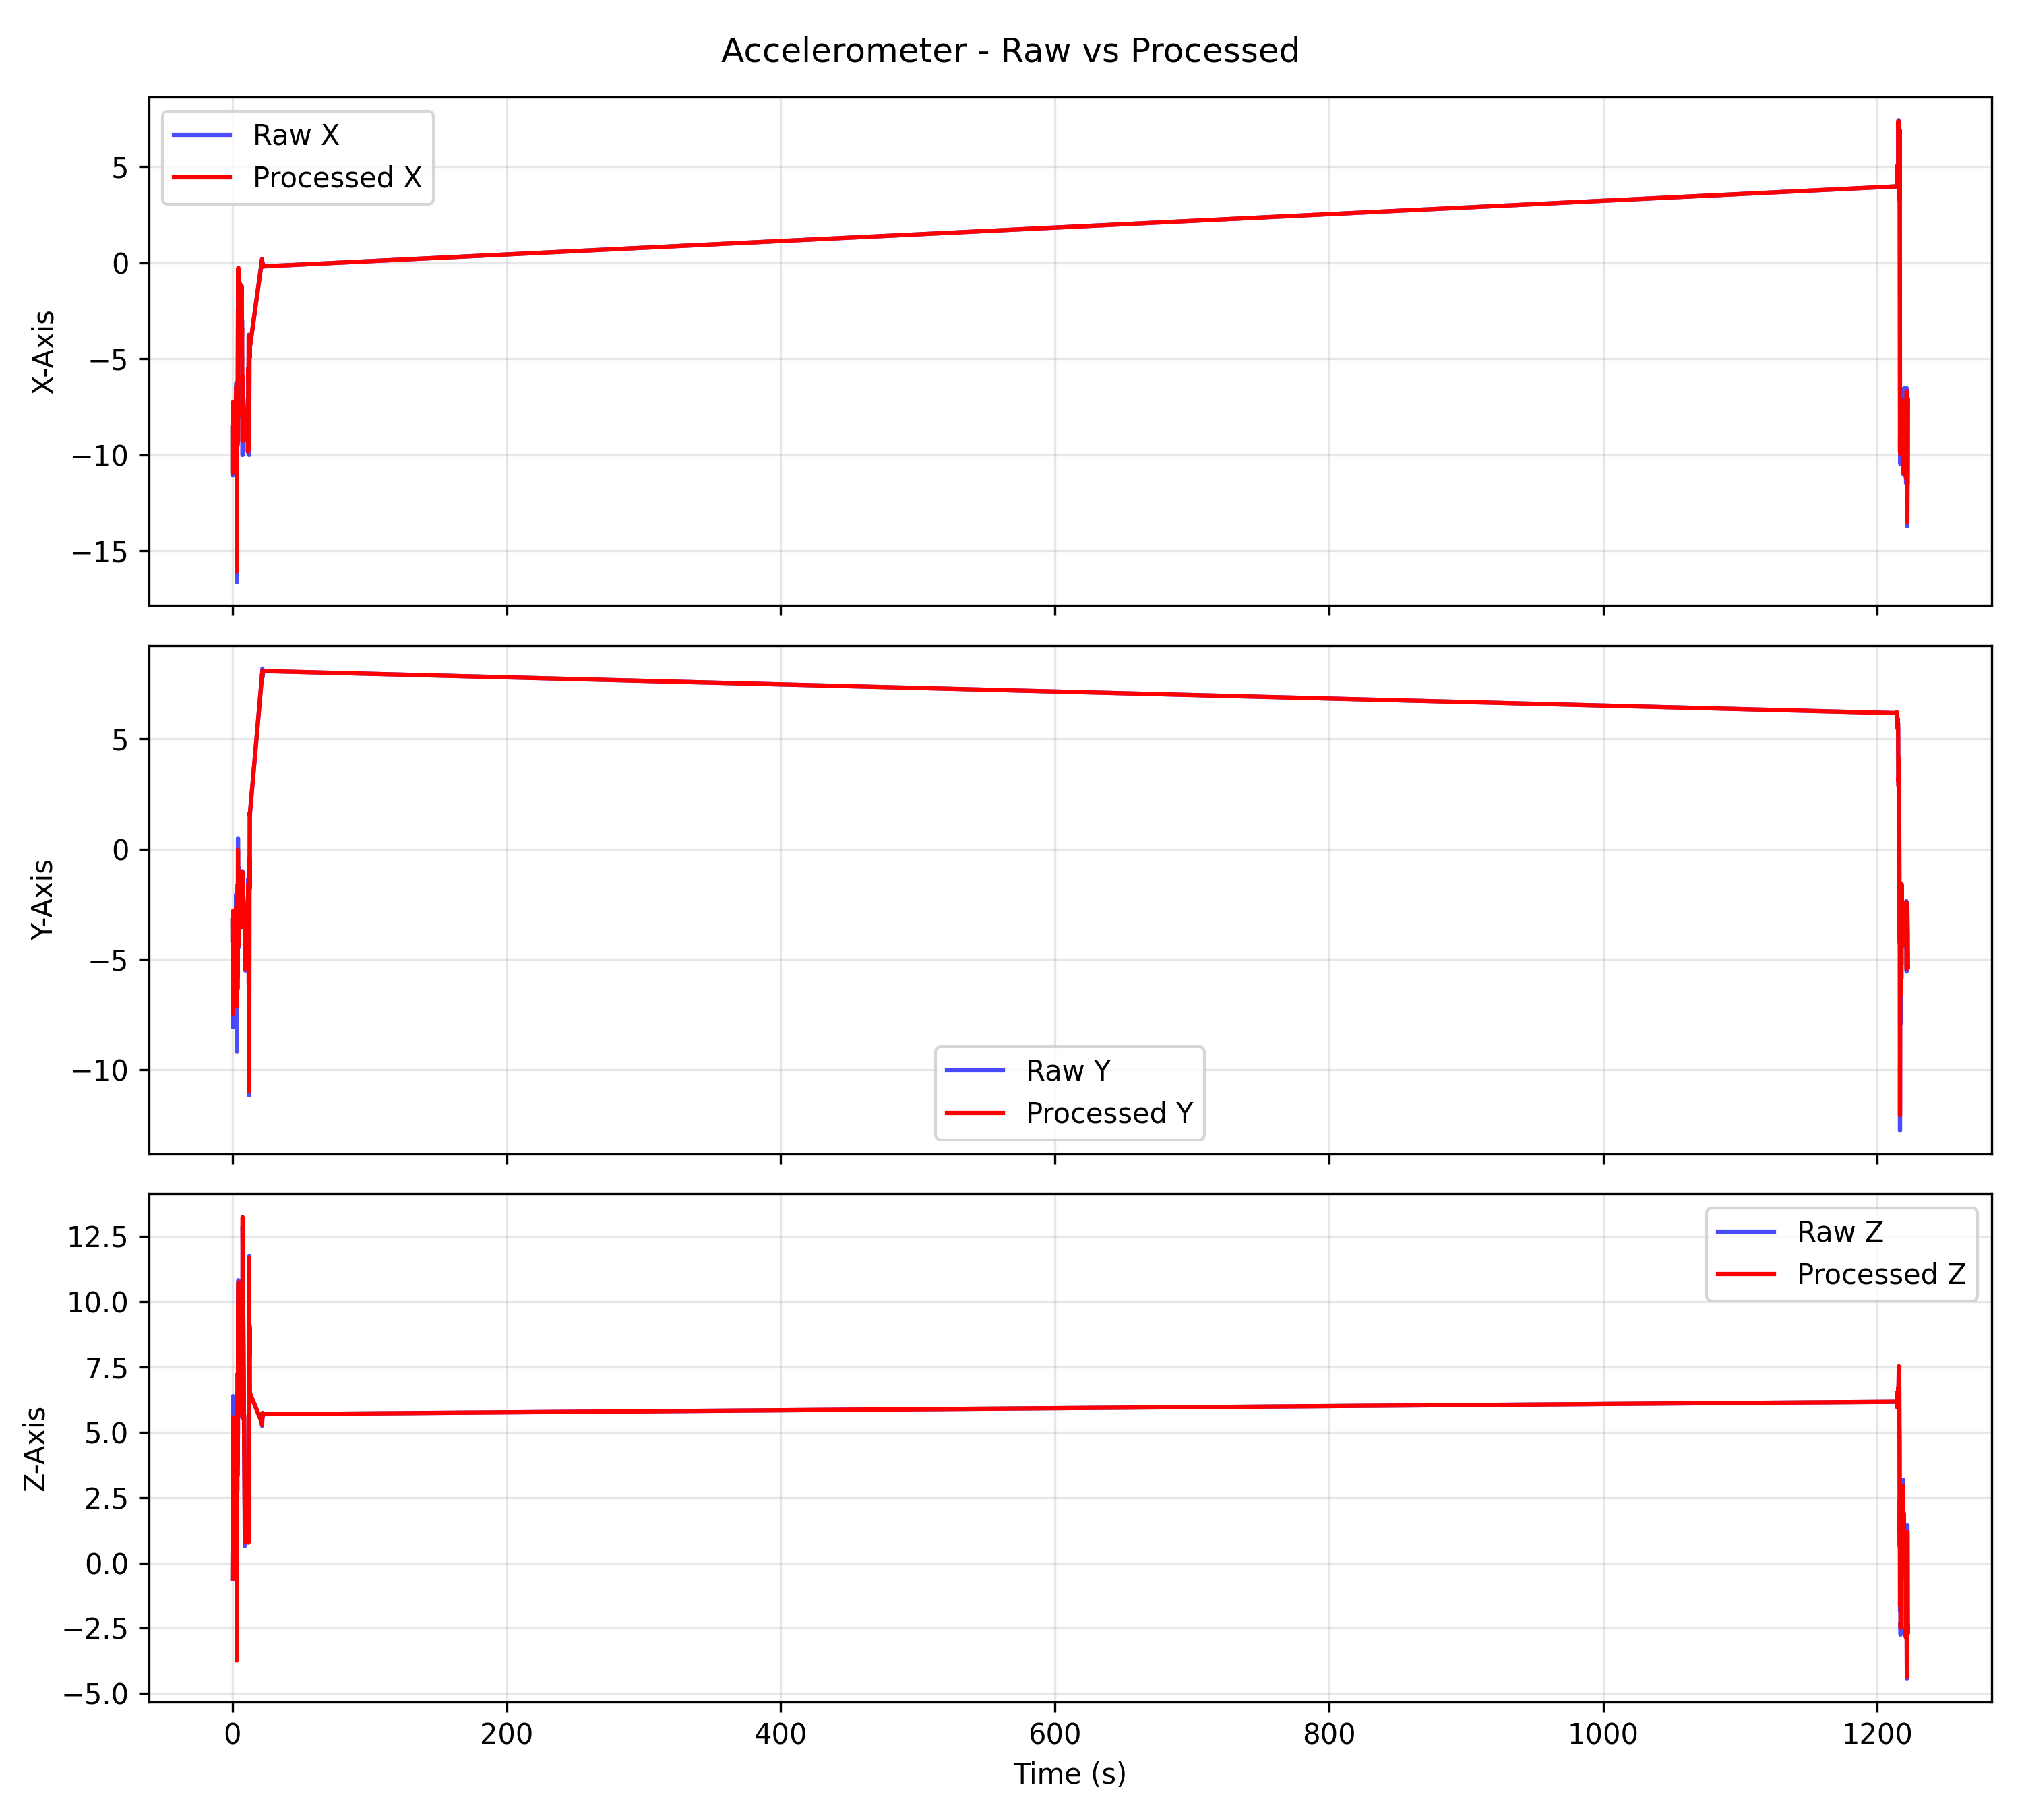 Accelerometer - Raw vs Processed
Raw X
Processed X
5
0
−5
−10
−15
X-Axis
5
0
−5
−10
Y-Axis
Raw Y
Processed Y
12.5
10.0
7.5
5.0
2.5
0.0
−2.5
−5.0
Z-Axis
Raw Z
Processed Z
0 200 400 600 800 1000 1200
Time (s)